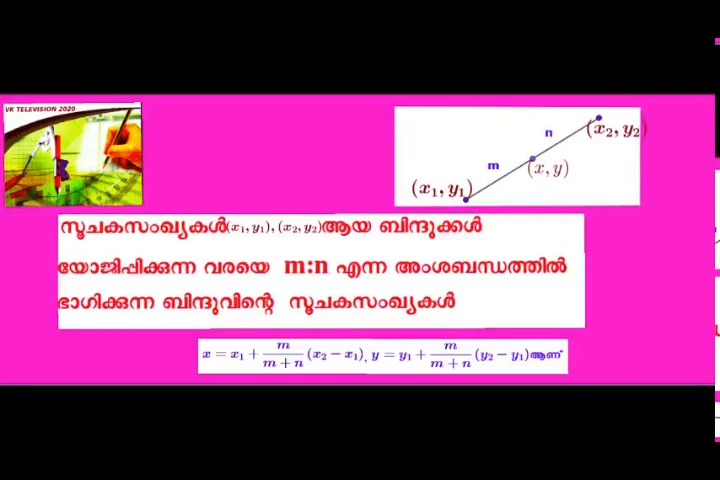 VK TELEVISION 2020
n
(x₂, y₂)
m
(x, y)
(x₁, y₁)
സൂചകസംഖ്യകൾ (x₁, y₁), (x₂, y₂) ആയ ബിന്ദുക്കൾ
യോജിപ്പിക്കുന്ന വരയെ m:n എന്ന അംശബന്ധത്തിൽ
ഭാഗിക്കുന്ന ബിന്ദുവിന്റെ സൂചകസംഖ്യകൾ
x = x₁ + m/(m + n) (x₂ − x₁), y = y₁ + m/(m + n) (y₂ − y₁) ആണ്